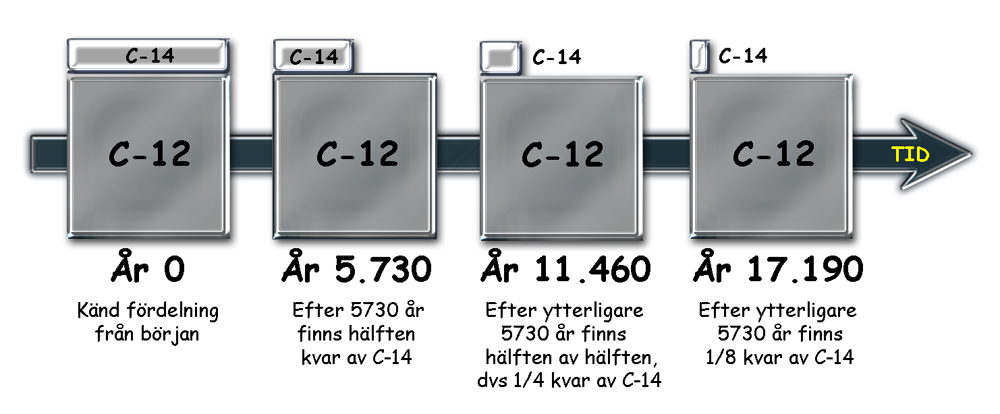 C-14
C-14
C-14
C-14
C-12
C-12
C-12
C-12
TID
År 0
Känd fördelning
från början
År 5.730
Efter 5730 år
finns hälften
kvar av C-14
År 11.460
Efter ytterligare
5730 år finns
hälften av hälften,
dvs 1/4 kvar av C-14
År 17.190
Efter ytterligare
5730 år finns
1/8 kvar av C-14